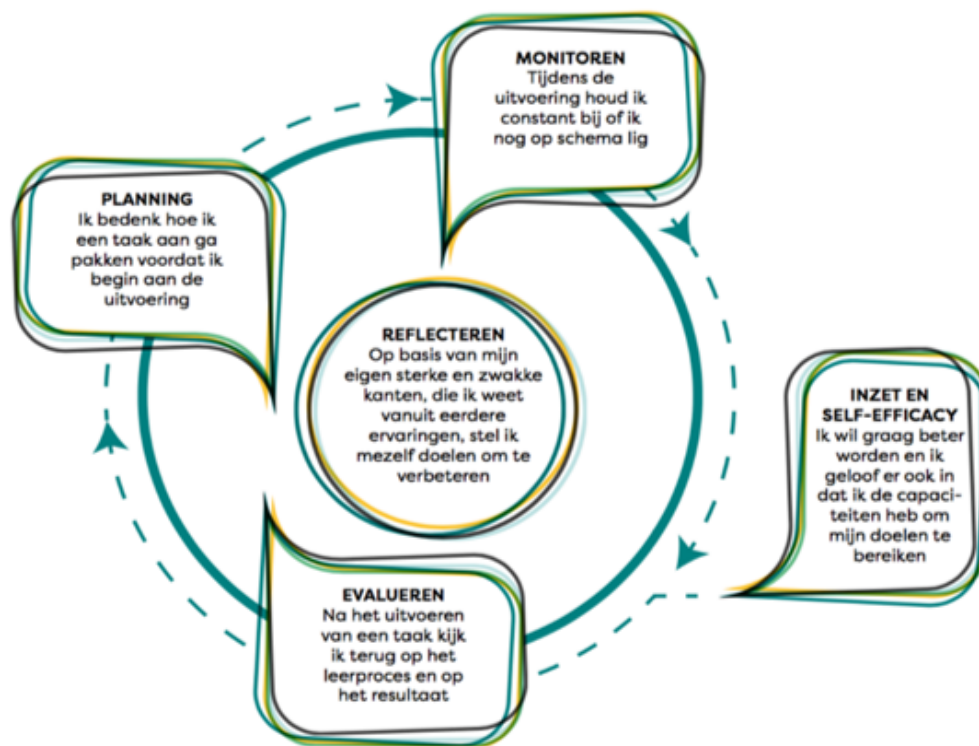 MONITOREN
Tijdens de
uitvoering houd ik
constant bij of ik
nog op schema lig
PLANNING
Ik bedenk hoe ik
een taak aan ga
pakken voordat ik
begin aan de
uitvoering
REFLECTEREN
Op basis van mijn
eigen sterke en zwakke
kanten, die ik weet
vanuit eerdere
ervaringen, stel ik
mezelf doelen om te
verbeteren
INZET EN
SELF-EFFICACY
Ik wil graag beter
worden en ik
geloof er ook in
dat ik de capaci-
teiten heb om
mijn doelen te
bereiken
EVALUEREN
Na het uitvoeren
van een taak kijk
ik terug op het
leerproces en op
het resultaat